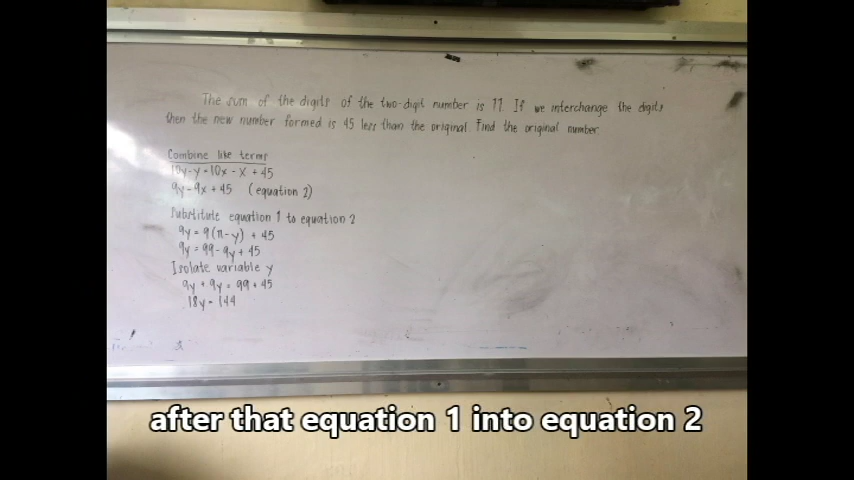 The sum of the digits of the two-digit number is 11. If we interchange the digits
then the new number formed is 45 less than the original. Find the original number.
Combine like terms
10y-y=10x-x+45
9y=9x+45 (equation 2)
Substitute equation 1 to equation 2
9y=9(11-y)+45
9y=99-9y+45
Isolate variable y
9y+9y=99+45
18y=144
after that equation 1 into equation 2